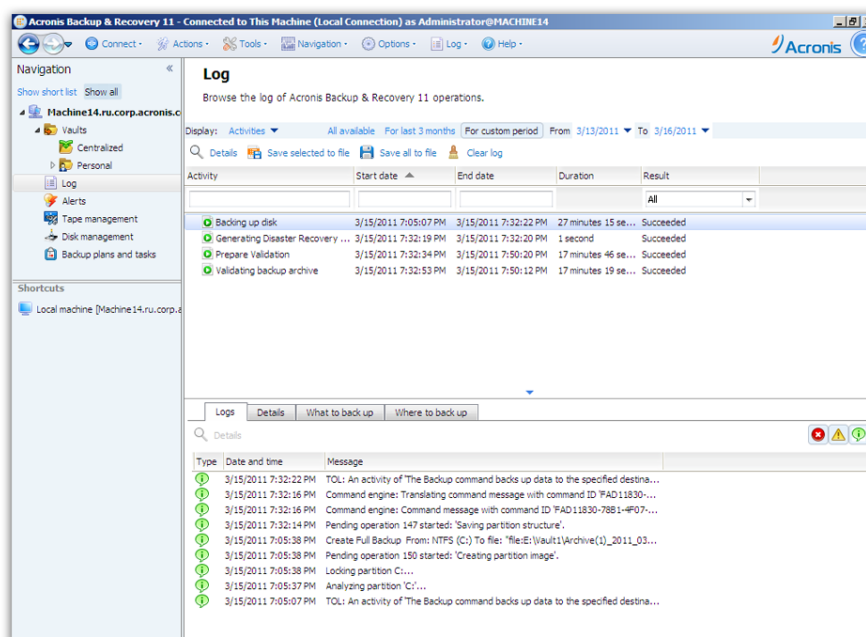 Acronis Backup & Recovery 11 - Connected to This Machine (Local Connection) as Administrator@MACHINE14
Connect Actions Tools Navigation Options Log Help Acronis
Navigation
Show short list Show all
Machine14.ru.corp.acronis.c
Vaults
Centralized
Personal
Log
Alerts
Tape management
Disk management
Backup plans and tasks
Shortcuts
Local machine [Machine14.ru.corp.a
Log
Browse the log of Acronis Backup & Recovery 11 operations.
Display: Activities All available For last 3 months For custom period From 3/13/2011 To 3/16/2011
Details Save selected to file Save all to file Clear log
Activity Start date End date Duration Result
All
Backing up disk 3/15/2011 7:05:07 PM 3/15/2011 7:32:22 PM 27 minutes 15 se... Succeeded
Generating Disaster Recovery ... 3/15/2011 7:32:19 PM 3/15/2011 7:32:20 PM 1 second Succeeded
Prepare Validation 3/15/2011 7:32:34 PM 3/15/2011 7:50:20 PM 17 minutes 46 se... Succeeded
Validating backup archive 3/15/2011 7:32:53 PM 3/15/2011 7:50:12 PM 17 minutes 19 se... Succeeded
Logs Details What to back up Where to back up
Details
Type Date and time Message
3/15/2011 7:32:22 PM TOL: An activity of 'The Backup command backs up data to the specified destina...
3/15/2011 7:32:16 PM Command engine: Translating command message with command ID 'FAD11830-...
3/15/2011 7:32:16 PM Command engine: Command message with command ID 'FAD11830-78B1-4F07-...
3/15/2011 7:32:14 PM Pending operation 147 started: 'Saving partition structure'.
3/15/2011 7:05:38 PM Create Full Backup From: NTFS (C:) To file: "file:E:\Vault1\Archive(1)_2011_03...
3/15/2011 7:05:38 PM Pending operation 150 started: 'Creating partition image'.
3/15/2011 7:05:38 PM Locking partition C:...
3/15/2011 7:05:37 PM Analyzing partition 'C:'...
3/15/2011 7:05:07 PM TOL: An activity of 'The Backup command backs up data to the specified destina...